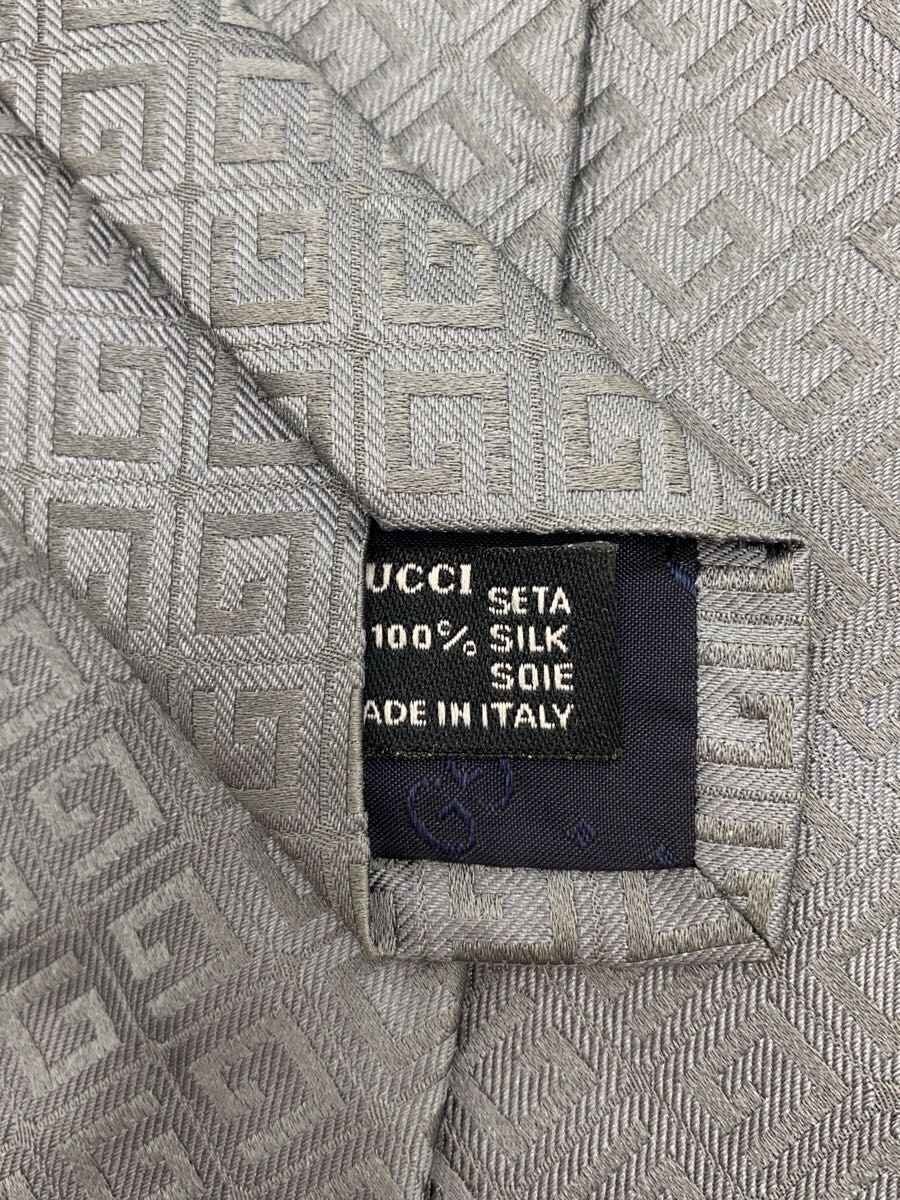 UCCI
SETA
100% SILK
SOIE
ADE IN ITALY